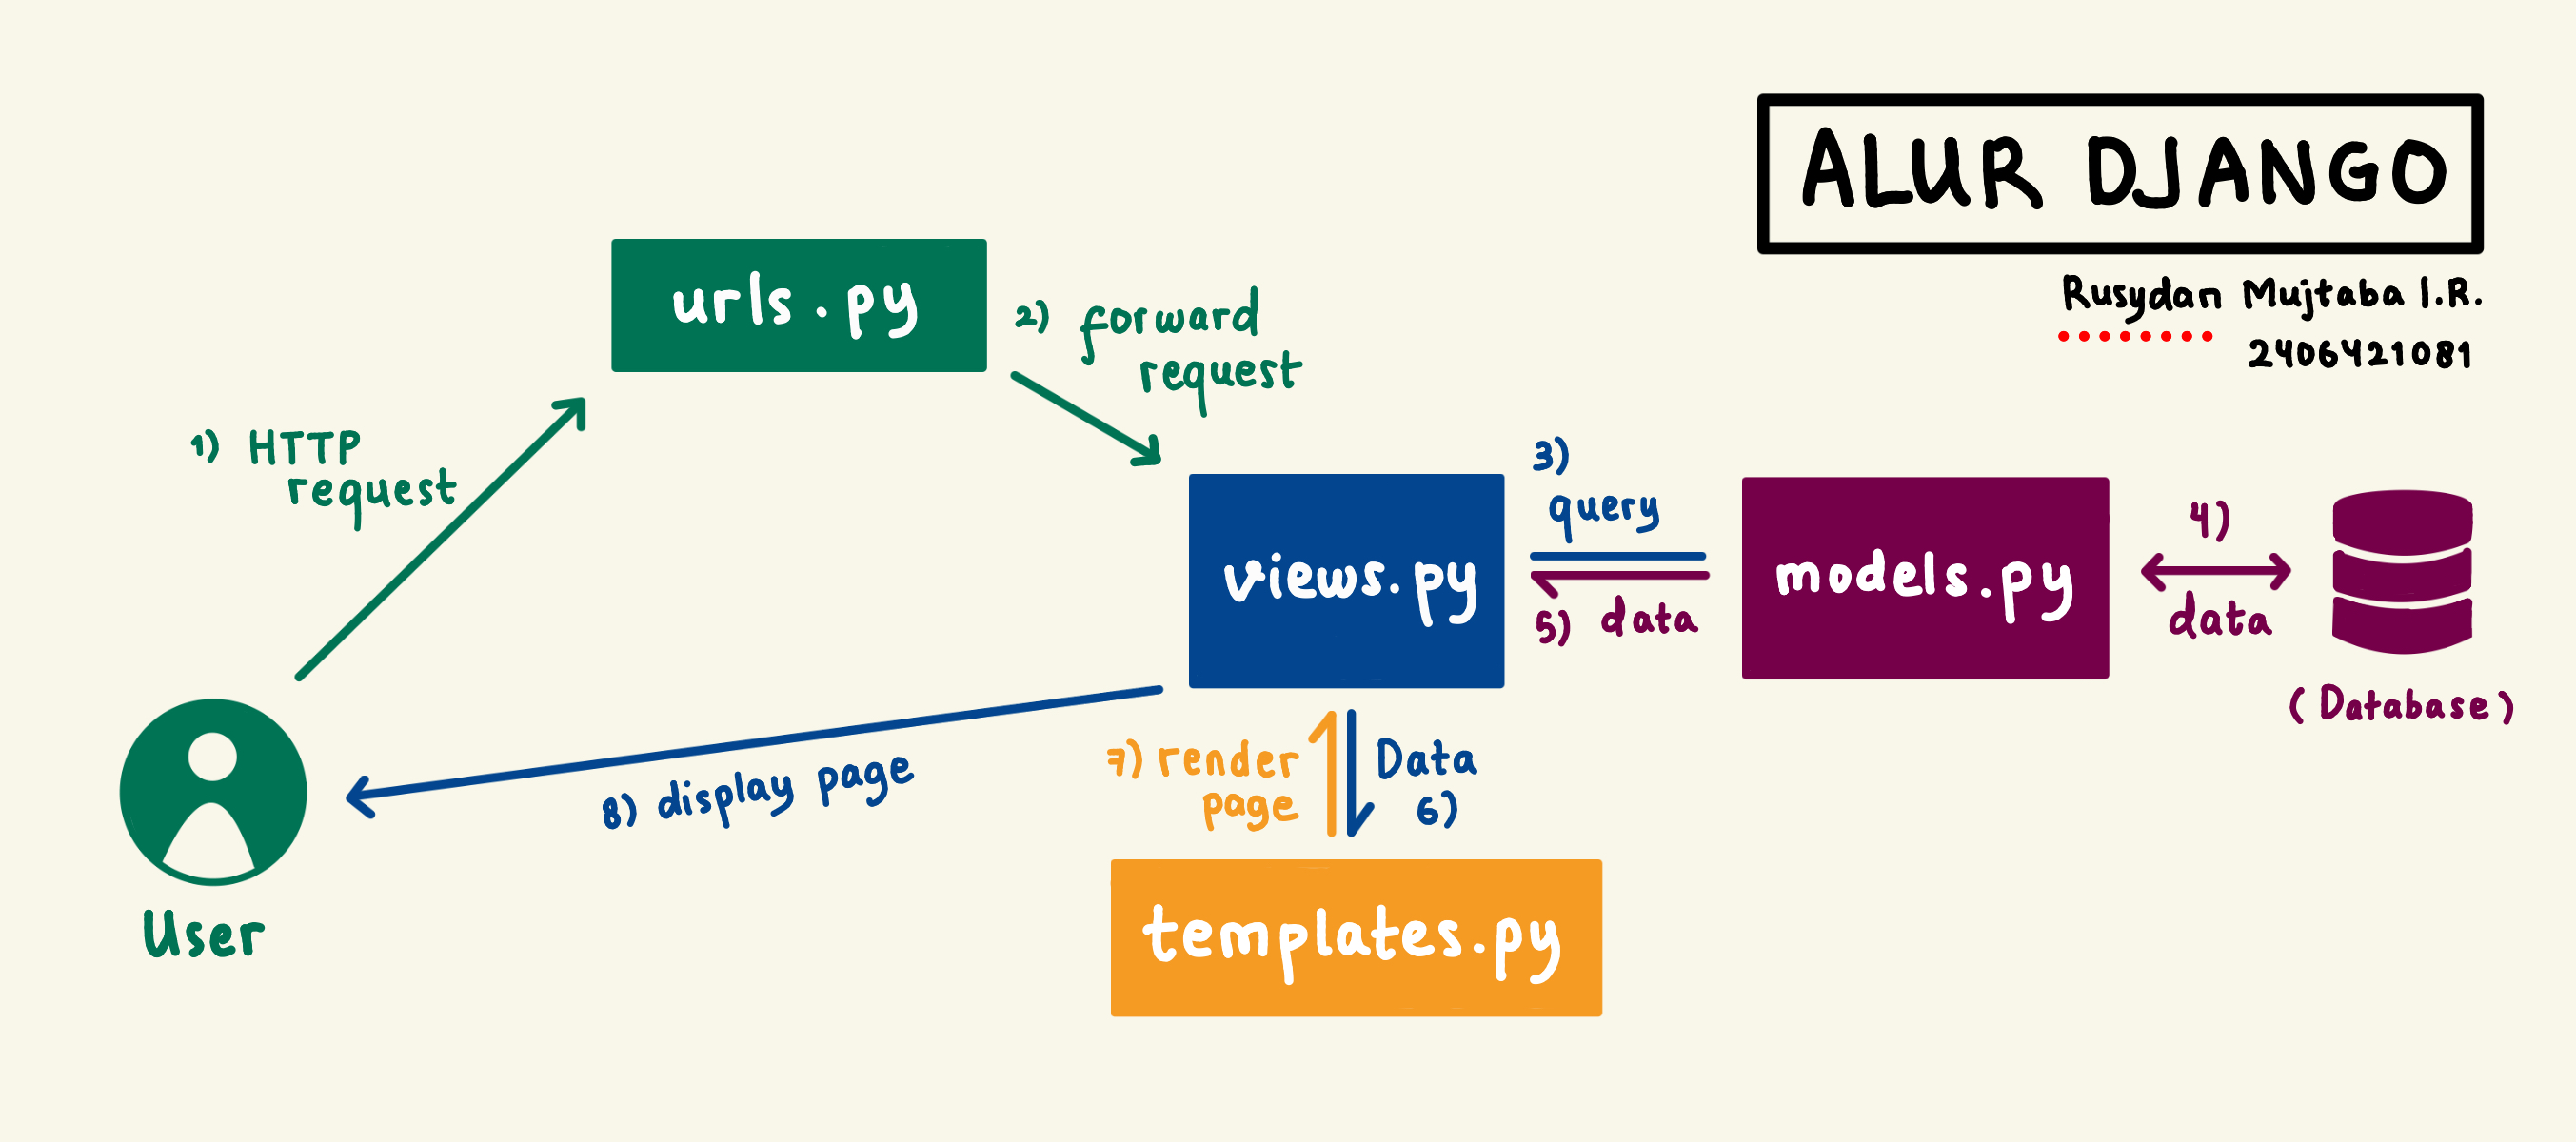 ALUR DJANGO
Rusydan Mujtaba I.R.
2406421081
urls.py
1) HTTP
request
2) forward
request
views.py
3)
query
5) data
models.py
4)
data
(Database)
7) render
page
Data
6)
templates.py
8) display page
User